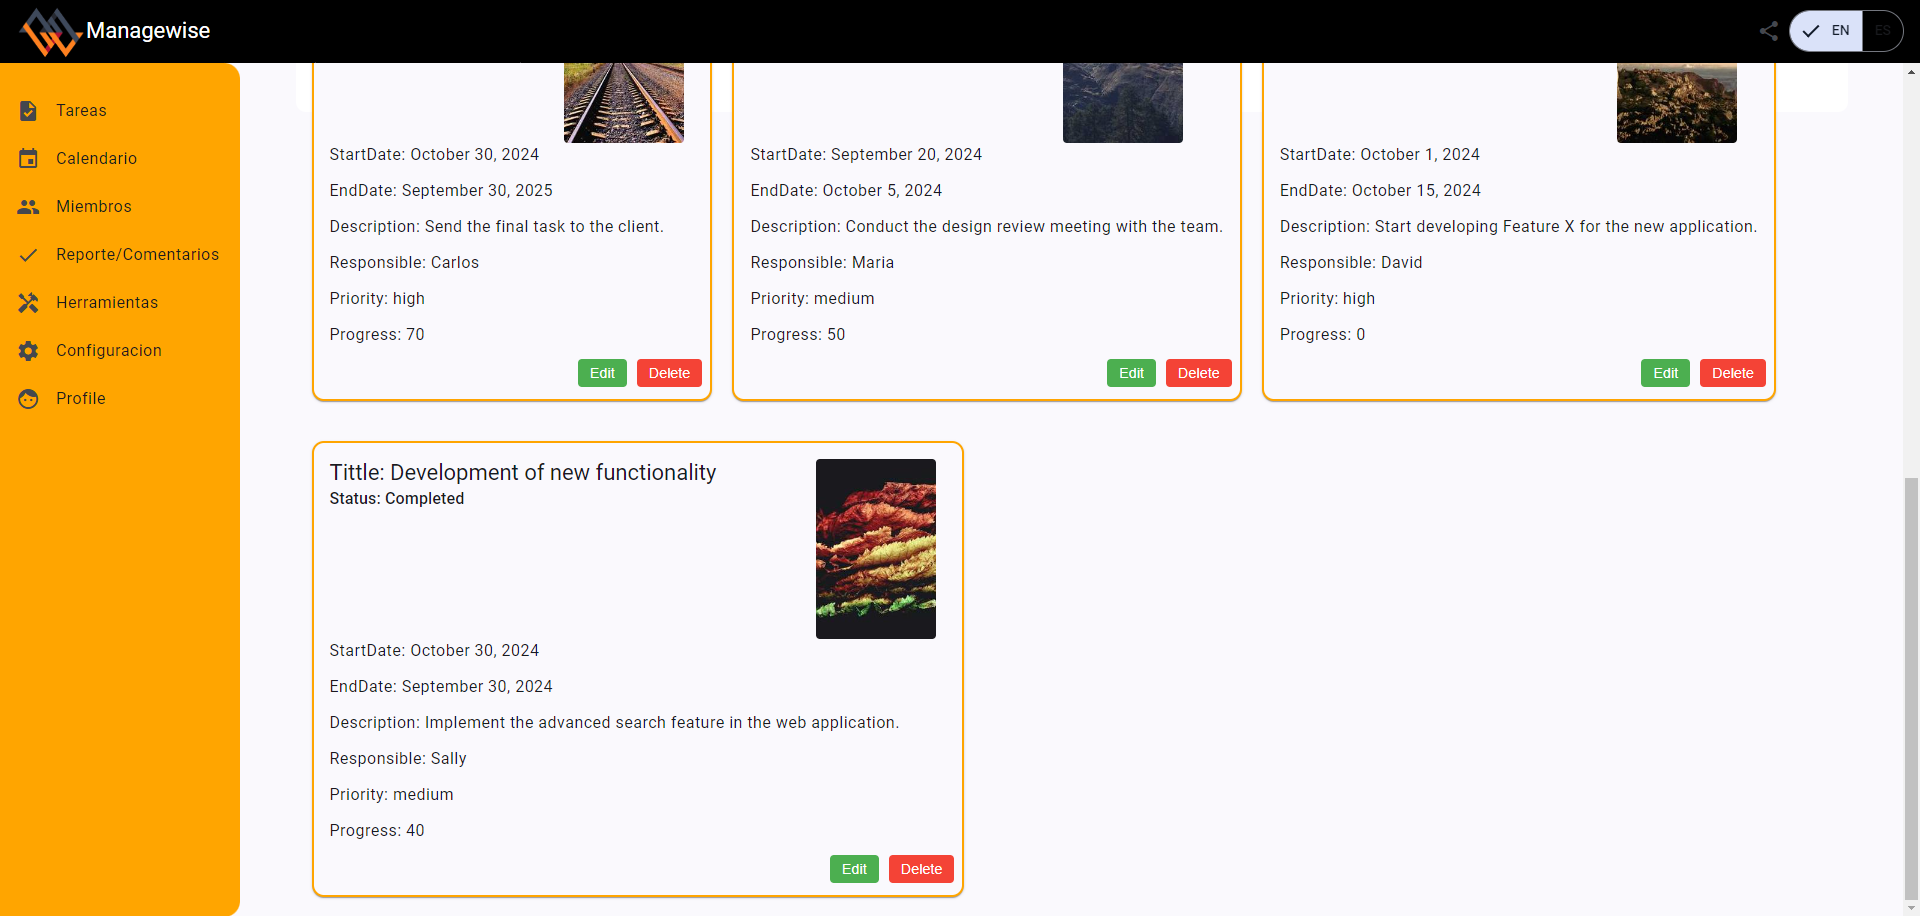 Managewise
EN
ES
Tareas
Calendario
Miembros
Reporte/Comentarios
Herramientas
Configuracion
Profile
StartDate: October 30, 2024
EndDate: September 30, 2025
Description: Send the final task to the client.
Responsible: Carlos
Priority: high
Progress: 70
Edit Delete
StartDate: September 20, 2024
EndDate: October 5, 2024
Description: Conduct the design review meeting with the team.
Responsible: Maria
Priority: medium
Progress: 50
Edit Delete
StartDate: October 1, 2024
EndDate: October 15, 2024
Description: Start developing Feature X for the new application.
Responsible: David
Priority: high
Progress: 0
Edit Delete
Tittle: Development of new functionality
Status: Completed
StartDate: October 30, 2024
EndDate: September 30, 2024
Description: Implement the advanced search feature in the web application.
Responsible: Sally
Priority: medium
Progress: 40
Edit Delete